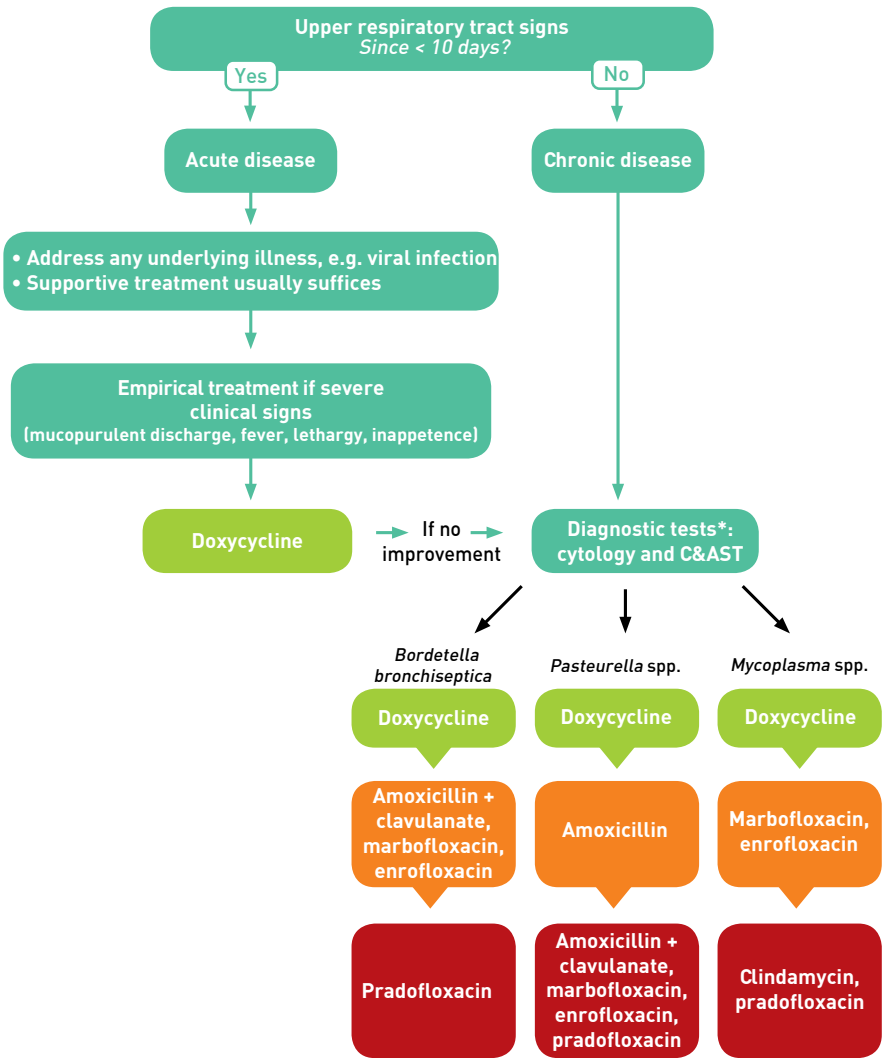 Upper respiratory tract signs
Since < 10 days?
Yes
No
Acute disease
Chronic disease
• Address any underlying illness, e.g. viral infection
• Supportive treatment usually suffices
Empirical treatment if severe
clinical signs
(mucopurulent discharge, fever, lethargy, inappetence)
Doxycycline
If no
improvement
Diagnostic tests*:
cytology and C&AST
Bordetella
bronchiseptica
Pasteurella spp.
Mycoplasma spp.
Doxycycline
Doxycycline
Doxycycline
Amoxicillin +
clavulanate,
marbofloxacin,
enrofloxacin
Amoxicillin
Marbofloxacin,
enrofloxacin
Pradofloxacin
Amoxicillin +
clavulanate,
marbofloxacin,
enrofloxacin,
pradofloxacin
Clindamycin,
pradofloxacin